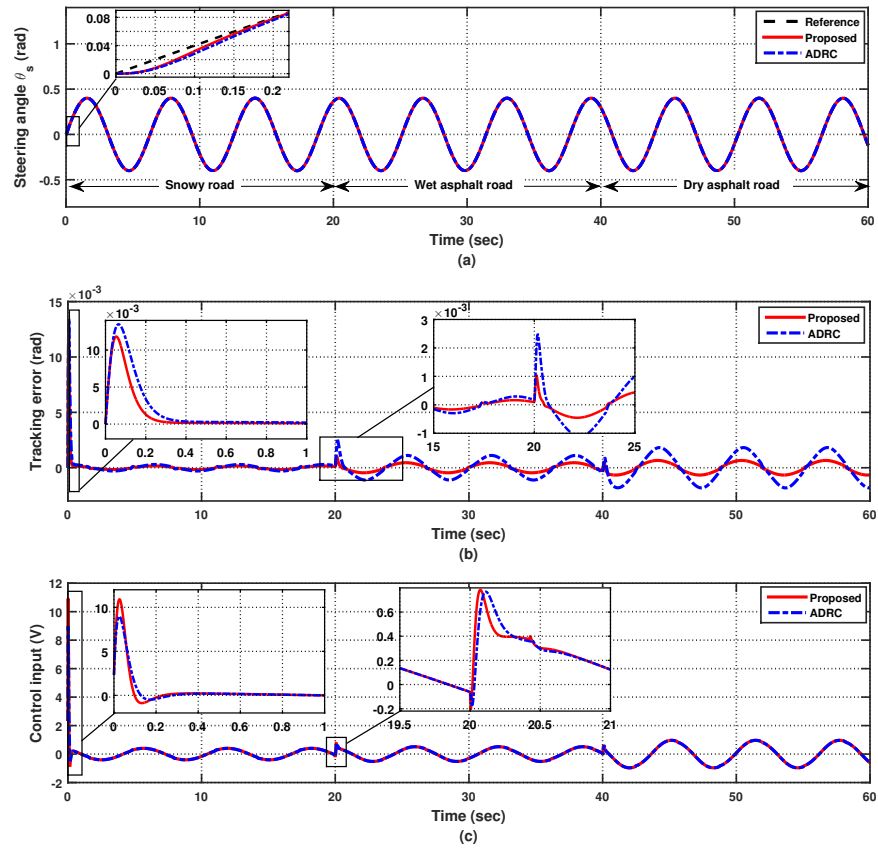 Steering angle θs (rad)
1
0.5
0
-0.5
0.08
0.04
0
0 0.05 0.1 0.15 0.2
Reference
Proposed
ADRC
Snowy road
Wet asphalt road
Dry asphalt road
0 10 20 30 40 50 60
Time (sec)
(a)
Tracking error (rad)
×10⁻³
15
10
5
0
×10⁻³
10
5
0
0 0.2 0.4 0.6 0.8 1
×10⁻³
3
2
1
0
-1
15 20 25
Proposed
ADRC
0 10 20 30 40 50 60
Time (sec)
(b)
Control input (V)
12
10
8
6
4
2
0
-2
10
5
0
0 0.2 0.4 0.6 0.8 1
0.6
0.4
0.2
0
-0.2
19.5 20 20.5 21
Proposed
ADRC
0 10 20 30 40 50 60
Time (sec)
(c)